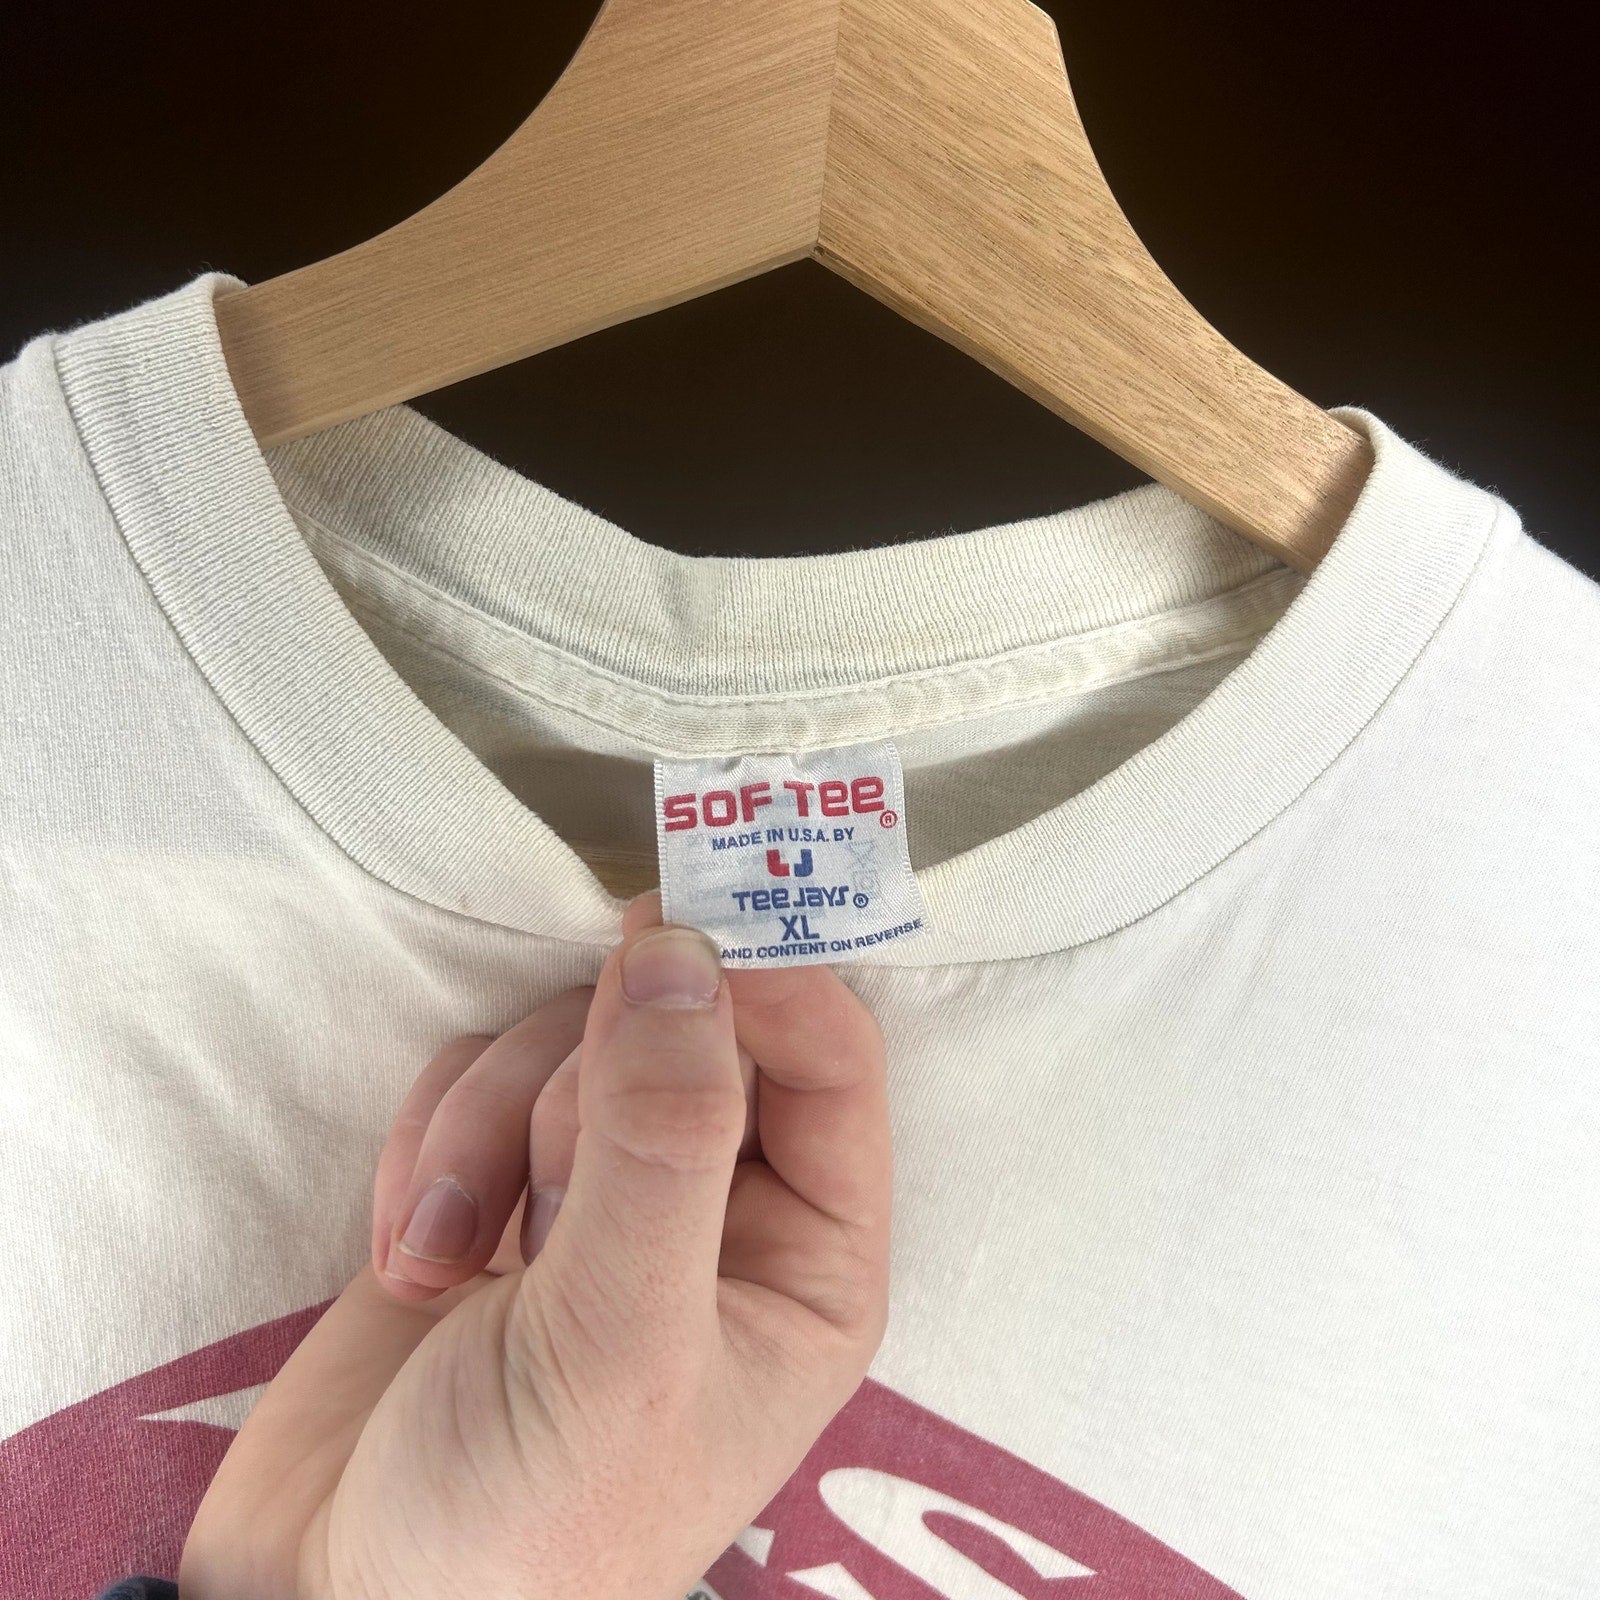 SOF TEE®
MADE IN U.S.A. BY
TEE JAYS®
XL
AND CONTENT ON REVERSE